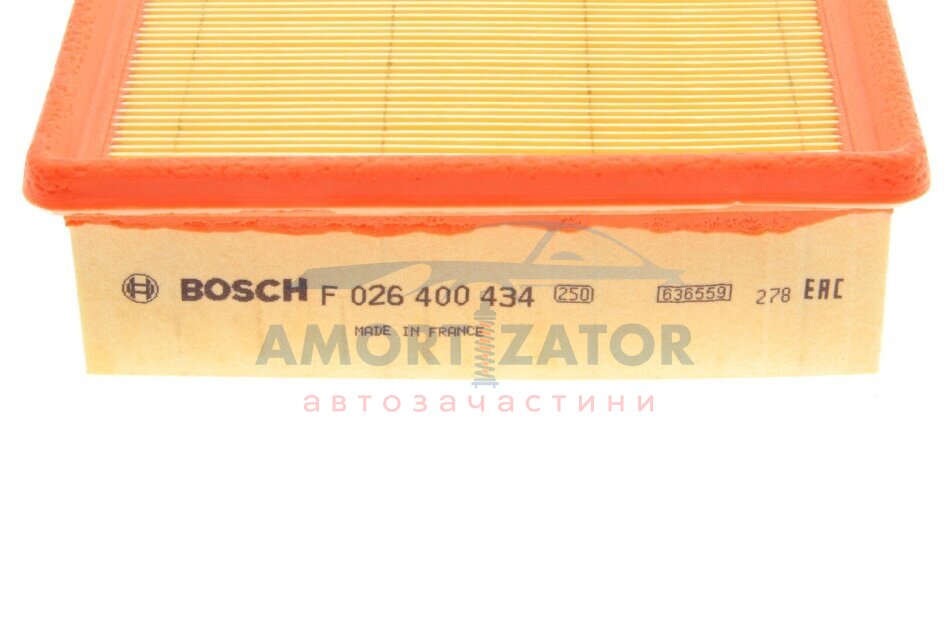 BOSCH F 026 400 434 250 636559 278 EAC
MADE IN FRANCE
AMORTIZATOR
автозачастини